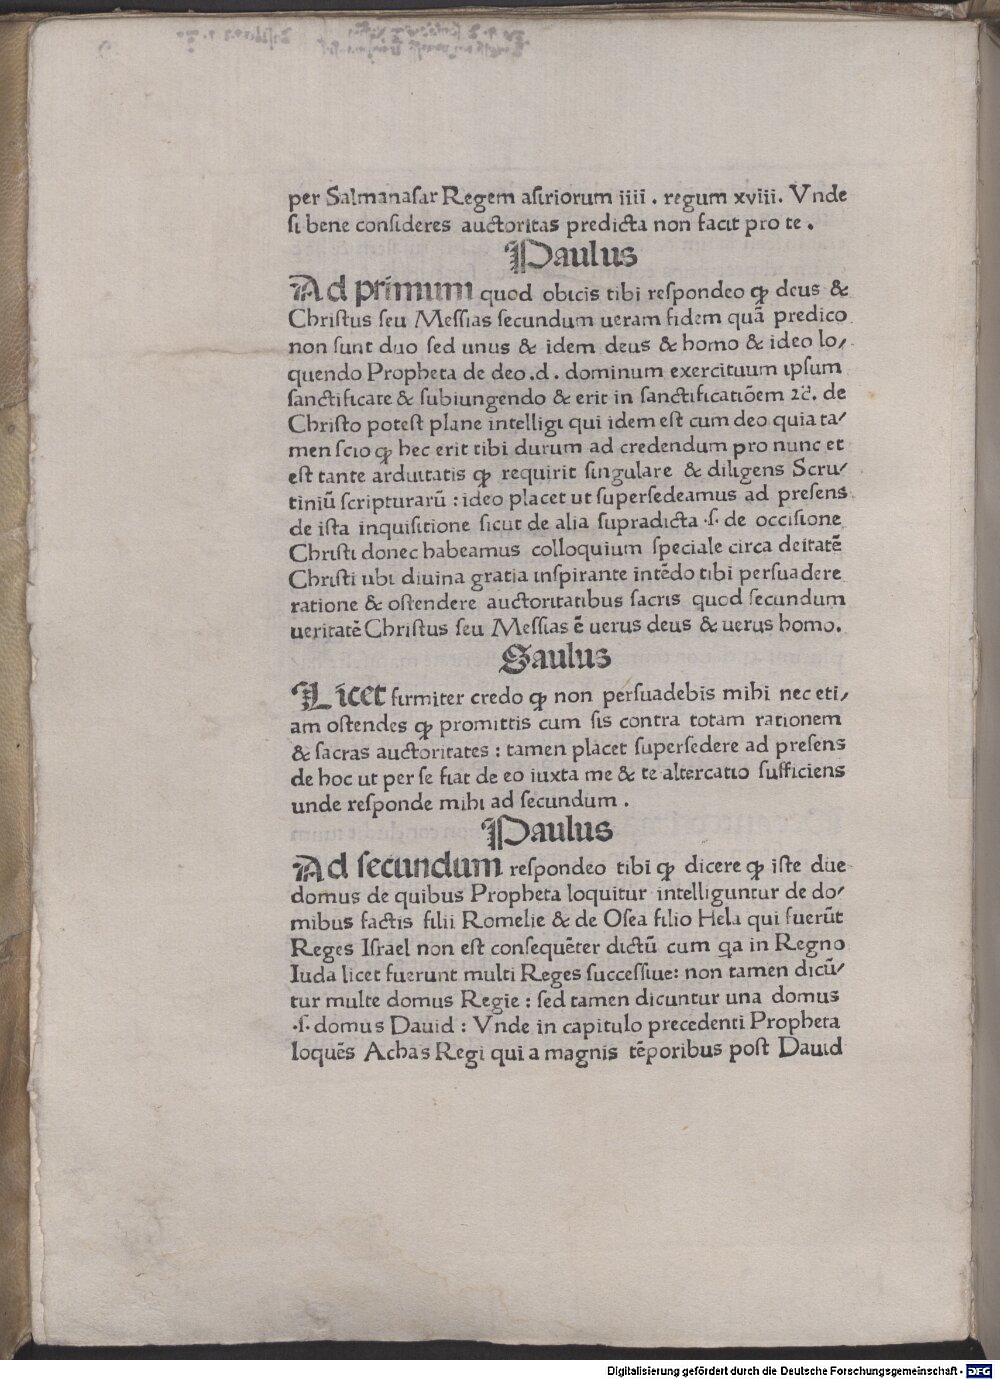 per Salmanaſar Regem aſiriorum iiii . regum xviii. Vnde
ſi bene conſideres auctoritas predicta non facit pro te .
Paulus
Ad primum quod obicis tibi reſpondeo ꝙ deus &
Chriſtus ſeu Meſſias ſecundum ueram fidem quā predico
non ſunt duo ſed unus & idem deus & homo & ideo lo/
quendo Propheta de deo .d. dominum exercituum ipſum
ſanctificate & ſubiungendo & erit in ſanctificatiōem ⁊c̄. de
Chriſto poteſt plane intelligi qui idem eſt cum deo quia ta/
men ſcio ꝙ hec erit tibi durum ad credendum pro nunc et
eſt tante arduitatis ꝙ requirit ſingulare & diligens Scru/
tiniū ſcripturarū : ideo placet ut ſuperſedeamus ad preſens
de iſta inquiſitione ſicut de alia ſupradicta .ſ. de occiſione
Chriſti donec habeamus colloquium ſpeciale circa deitatē
Chriſti ubi diuina gratia inſpirante intēdo tibi perſuadere
ratione & oſtendere auctoritatibus ſacris quod ſecundum
ueritatē Chriſtus ſeu Meſſias ē uerus deus & uerus homo.
Saulus
Licet firmiter credo ꝙ non perſuadebis mihi nec eti/
am oſtendes ꝙ promittis cum ſis contra totam rationem
& ſacras auctoritates : tamen placet ſuperſedere ad preſens
de hoc ut per ſe fiat de eo iuxta me & te altercatio ſufficiens
unde reſponde mihi ad ſecundum .
Paulus
Ad ſecundum reſpondeo tibi ꝙ dicere ꝙ iſte due
domus de quibus Propheta loquitur intelliguntur de do/
mibus factis filii Romelie & de Oſea filio Hela qui fuerūt
Reges Iſrael non eſt conſequēter dictū cum qa in Regno
Iuda licet fuerunt multi Reges ſucceſſiue: non tamen dicū/
tur multe domus Regie : ſed tamen dicuntur una domus
.ſ. domus Dauid : Vnde in capitulo precedenti Propheta
loquēs Achas Regi qui a magnis tēporibus poſt Dauid
Digitalisierung gefördert durch die Deutsche Forschungsgemeinschaft - DFG